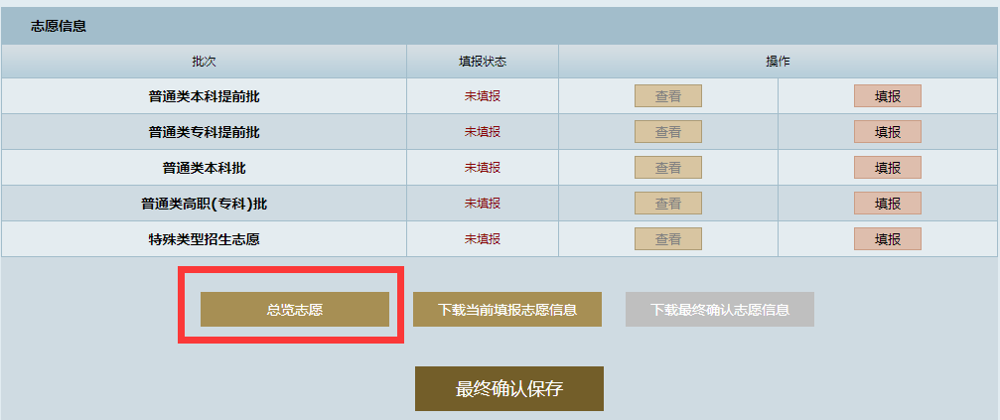 志愿信息
批次 填报状态 操作
普通类本科提前批 未填报 查看 填报
普通类专科提前批 未填报 查看 填报
普通类本科批 未填报 查看 填报
普通类高职(专科)批 未填报 查看 填报
特殊类型招生志愿 未填报 查看 填报
总览志愿 下载当前填报志愿信息 下载最终确认志愿信息
最终确认保存